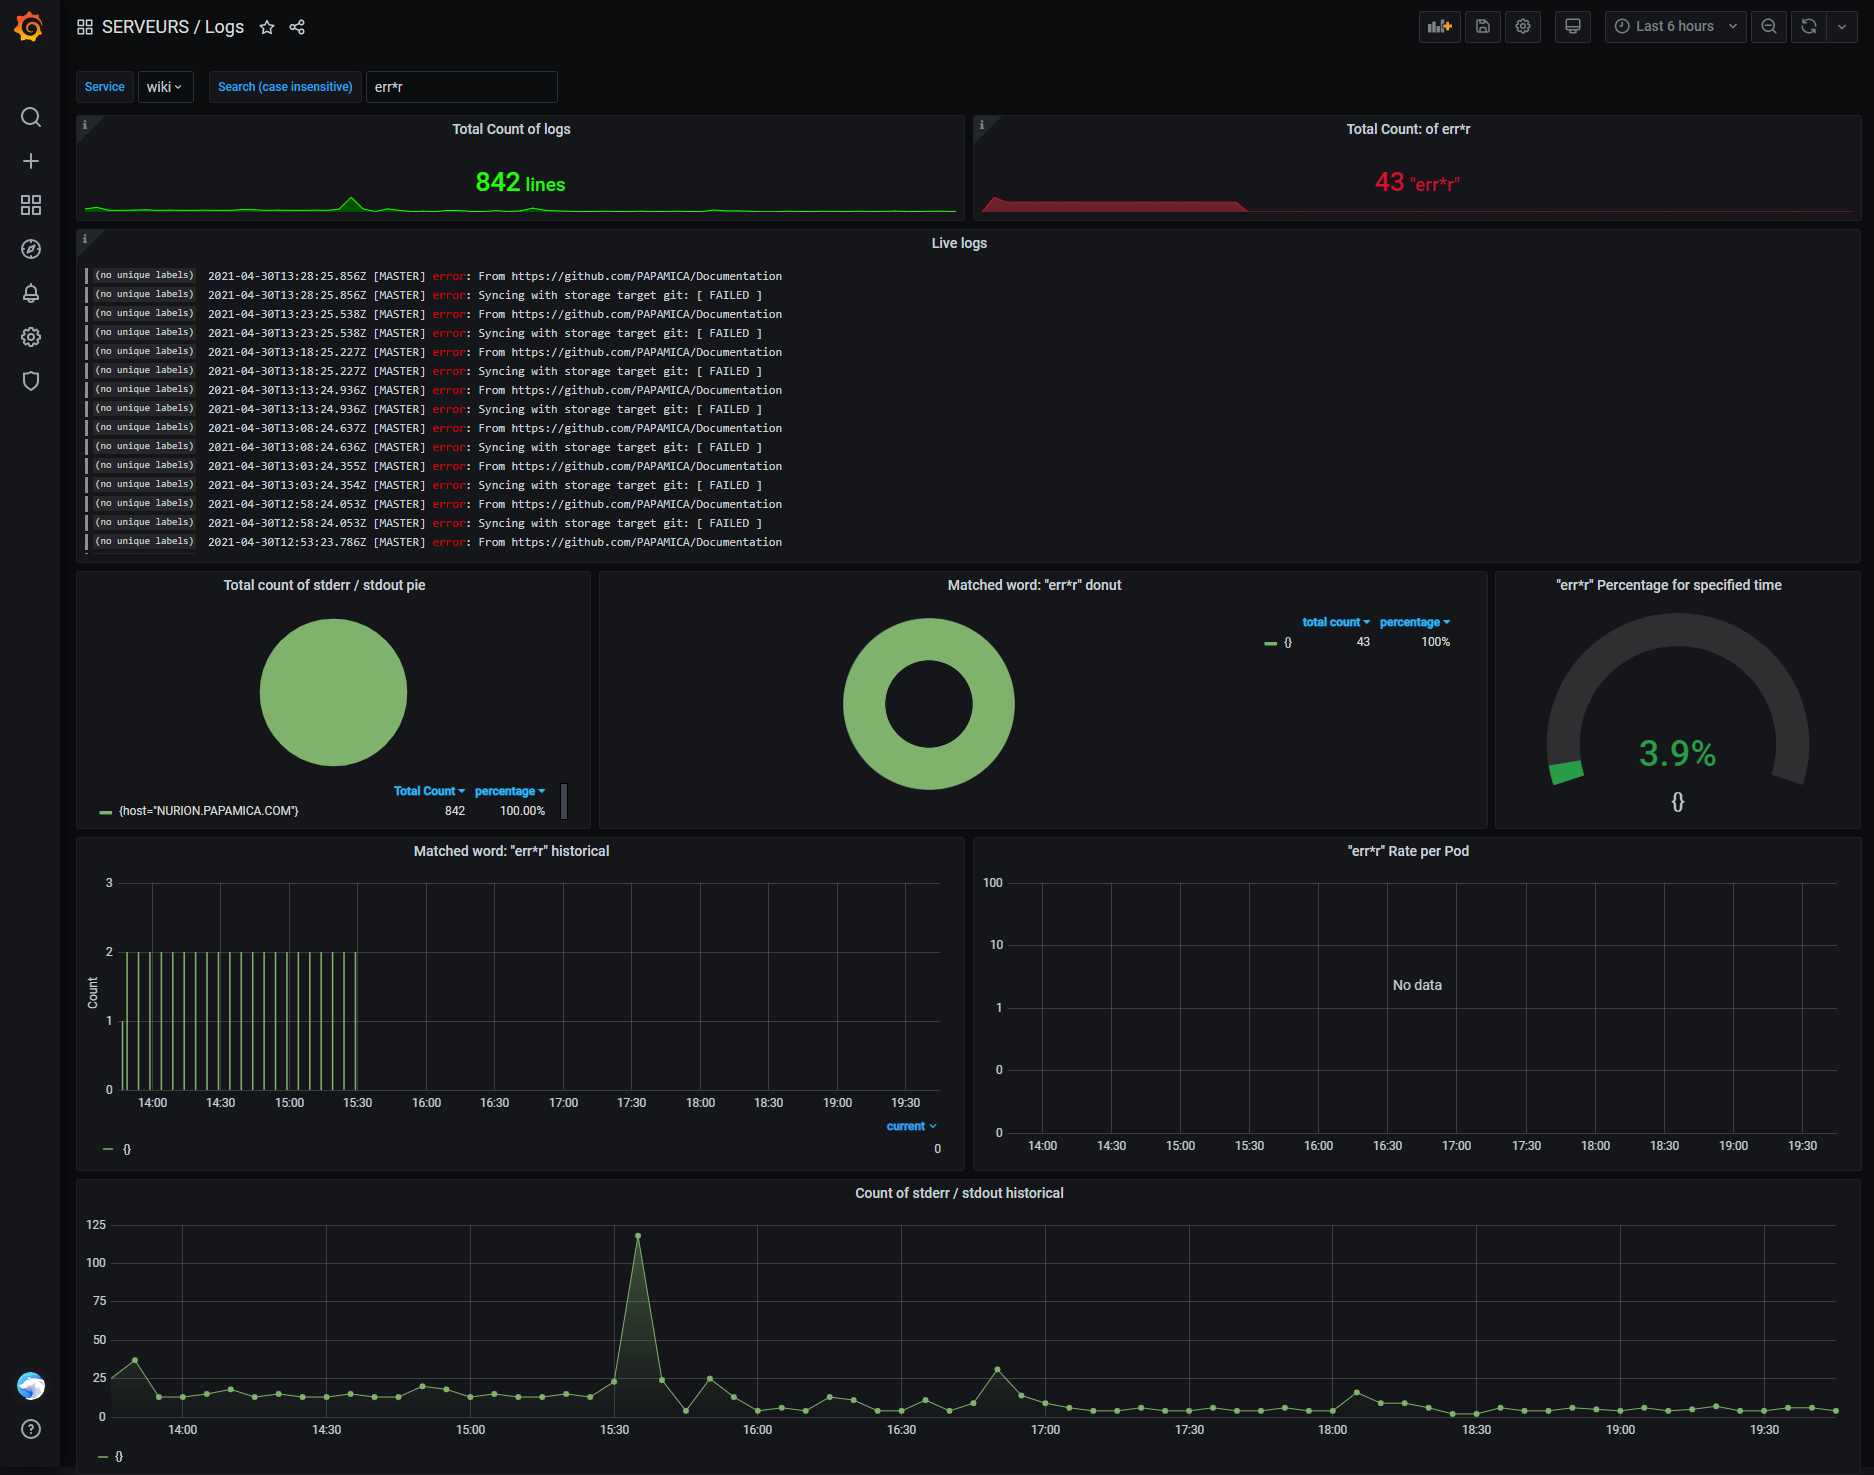 SERVEURS / Logs
Last 6 hours
Service
wiki
Search (case insensitive)
err*r
Total Count of logs
842 lines
Total Count: of err*r
43 "err*r"
Live logs
(no unique labels) 2021-04-30T13:28:25.856Z [MASTER] error: From https://github.com/PAPAMICA/Documentation
(no unique labels) 2021-04-30T13:28:25.856Z [MASTER] error: Syncing with storage target git: [ FAILED ]
(no unique labels) 2021-04-30T13:23:25.538Z [MASTER] error: From https://github.com/PAPAMICA/Documentation
(no unique labels) 2021-04-30T13:23:25.538Z [MASTER] error: Syncing with storage target git: [ FAILED ]
(no unique labels) 2021-04-30T13:18:25.227Z [MASTER] error: From https://github.com/PAPAMICA/Documentation
(no unique labels) 2021-04-30T13:18:25.227Z [MASTER] error: Syncing with storage target git: [ FAILED ]
(no unique labels) 2021-04-30T13:13:24.936Z [MASTER] error: From https://github.com/PAPAMICA/Documentation
(no unique labels) 2021-04-30T13:13:24.936Z [MASTER] error: Syncing with storage target git: [ FAILED ]
(no unique labels) 2021-04-30T13:08:24.637Z [MASTER] error: From https://github.com/PAPAMICA/Documentation
(no unique labels) 2021-04-30T13:08:24.636Z [MASTER] error: Syncing with storage target git: [ FAILED ]
(no unique labels) 2021-04-30T13:03:24.355Z [MASTER] error: From https://github.com/PAPAMICA/Documentation
(no unique labels) 2021-04-30T13:03:24.354Z [MASTER] error: Syncing with storage target git: [ FAILED ]
(no unique labels) 2021-04-30T12:58:24.053Z [MASTER] error: From https://github.com/PAPAMICA/Documentation
(no unique labels) 2021-04-30T12:58:24.053Z [MASTER] error: Syncing with storage target git: [ FAILED ]
(no unique labels) 2021-04-30T12:53:23.786Z [MASTER] error: From https://github.com/PAPAMICA/Documentation
Total count of stderr / stdout pie
Total Count percentage
{host="NURION.PAPAMICA.COM"} 842 100.00%
Matched word: "err*r" donut
total count percentage
{} 43 100%
"err*r" Percentage for specified time
3.9%
{}
Matched word: "err*r" historical
3
2
1
0
Count
14:00 14:30 15:00 15:30 16:00 16:30 17:00 17:30 18:00 18:30 19:00 19:30
current
{} 0
"err*r" Rate per Pod
100
10
1
0
0
No data
14:00 14:30 15:00 15:30 16:00 16:30 17:00 17:30 18:00 18:30 19:00 19:30
Count of stderr / stdout historical
125
100
75
50
25
0
14:00 14:30 15:00 15:30 16:00 16:30 17:00 17:30 18:00 18:30 19:00 19:30
{}